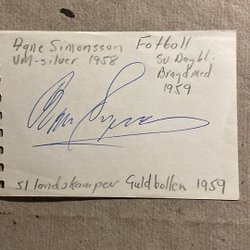 Agne Simonsson Fotboll
VM-silver 1958 Sv. Dagbl.
Bragdmed
1959
51 landskamper Guldbollen 1959